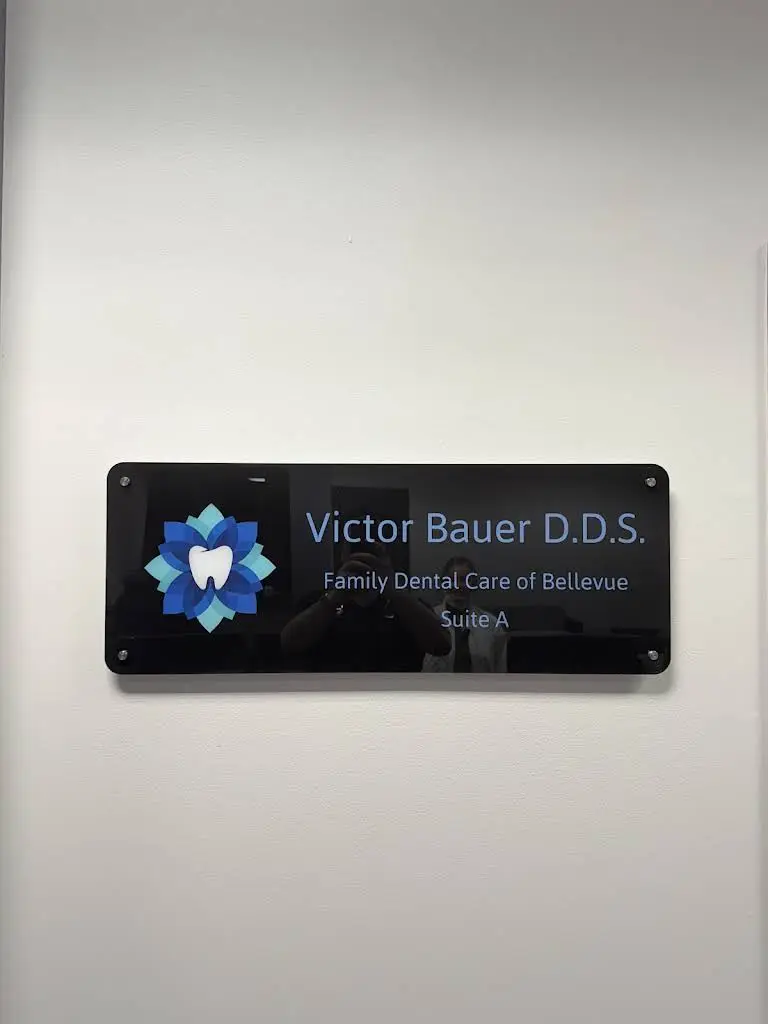 Victor Bauer D.D.S.
Family Dental Care of Bellevue
Suite A